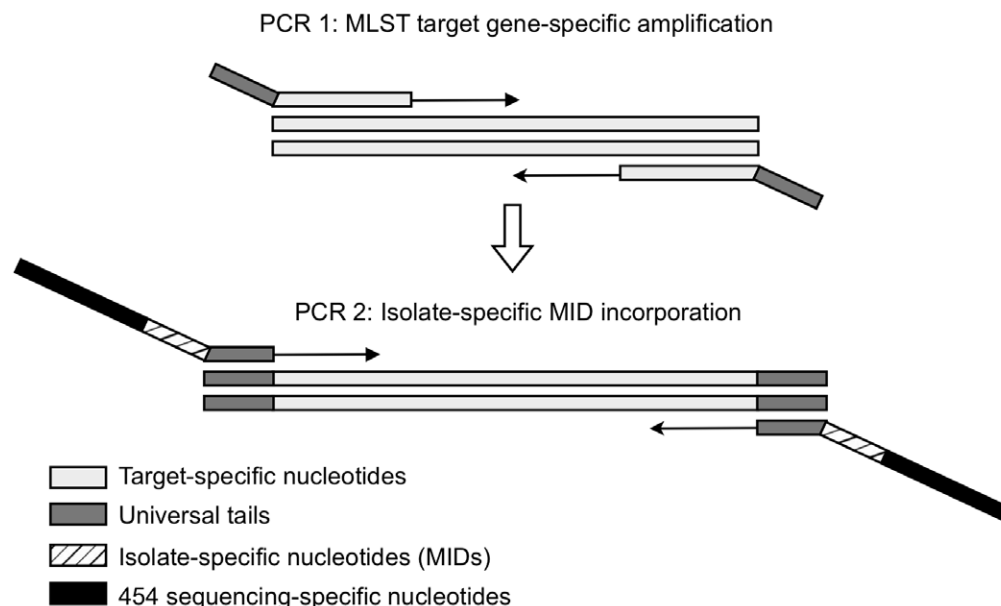 PCR 1: MLST target gene-specific amplification
PCR 2: Isolate-specific MID incorporation
Target-specific nucleotides
Universal tails
Isolate-specific nucleotides (MIDs)
454 sequencing-specific nucleotides